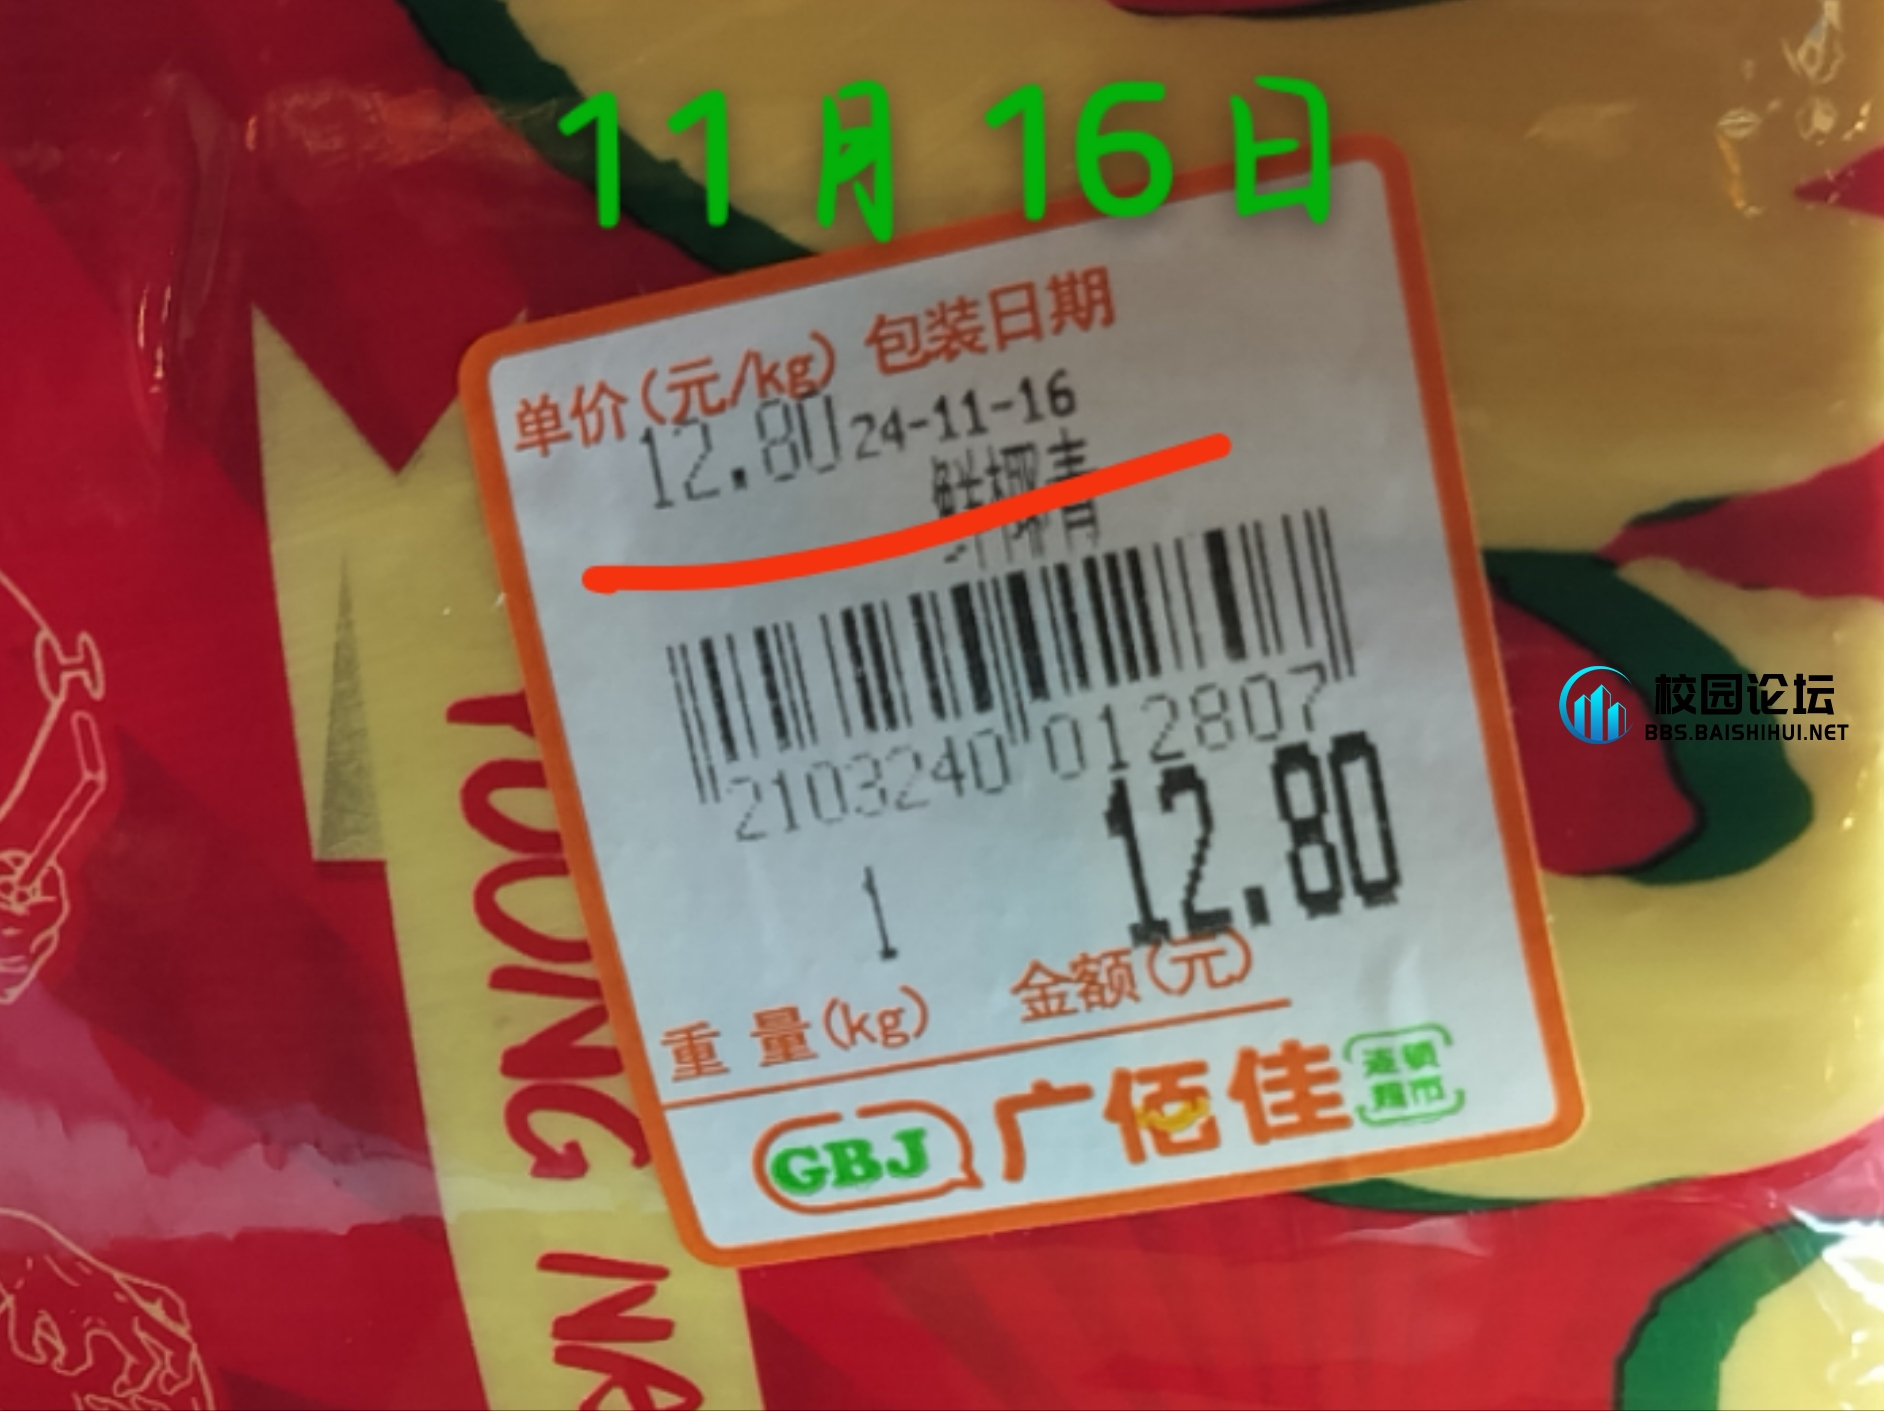 11月16日
单价(元/kg) 包装日期
12.80 24-11-16
鲜椰青
2103240 012807
1 12.80
重 量(kg) 金额(元)
GBJ 广佰佳 连锁超市
YOUNG
校园论坛
BBS.BAISHIHUI.NET